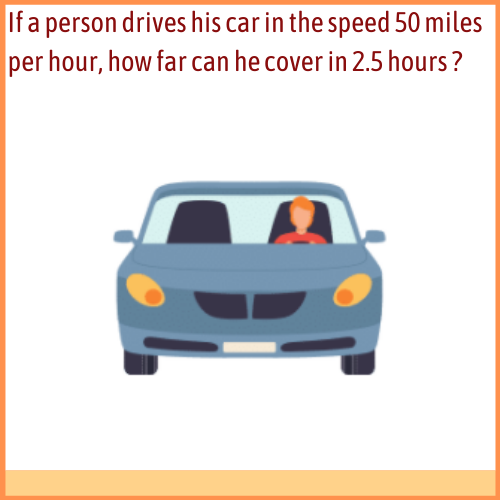 If a person drives his car in the speed 50 miles
per hour, how far can he cover in 2.5 hours ?